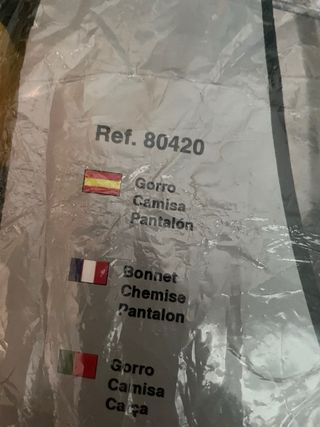 Ref. 80420
Gorro
Camisa
Pantalón
Bonnet
Chemise
Pantalon
Gorro
Camisa
Calça